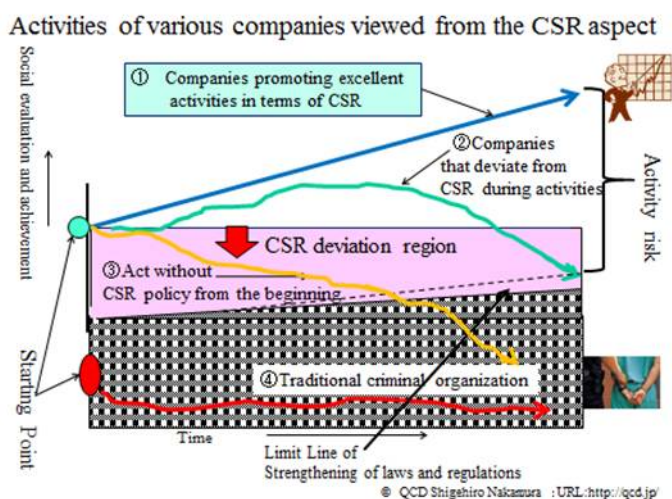 Activities of various companies viewed from the CSR aspect
Social evaluation and achievement
① Companies promoting excellent
activities in terms of CSR
②Companies
that deviate from
CSR during activities
Activity risk
CSR deviation region
③Act without
CSR policy from the beginning
④Traditional criminal organization
Starting Point
Time
Limit Line of
Strengthening of laws and regulations
© QCD Shigehiro Nakamura :URL:http://qcd.jp/